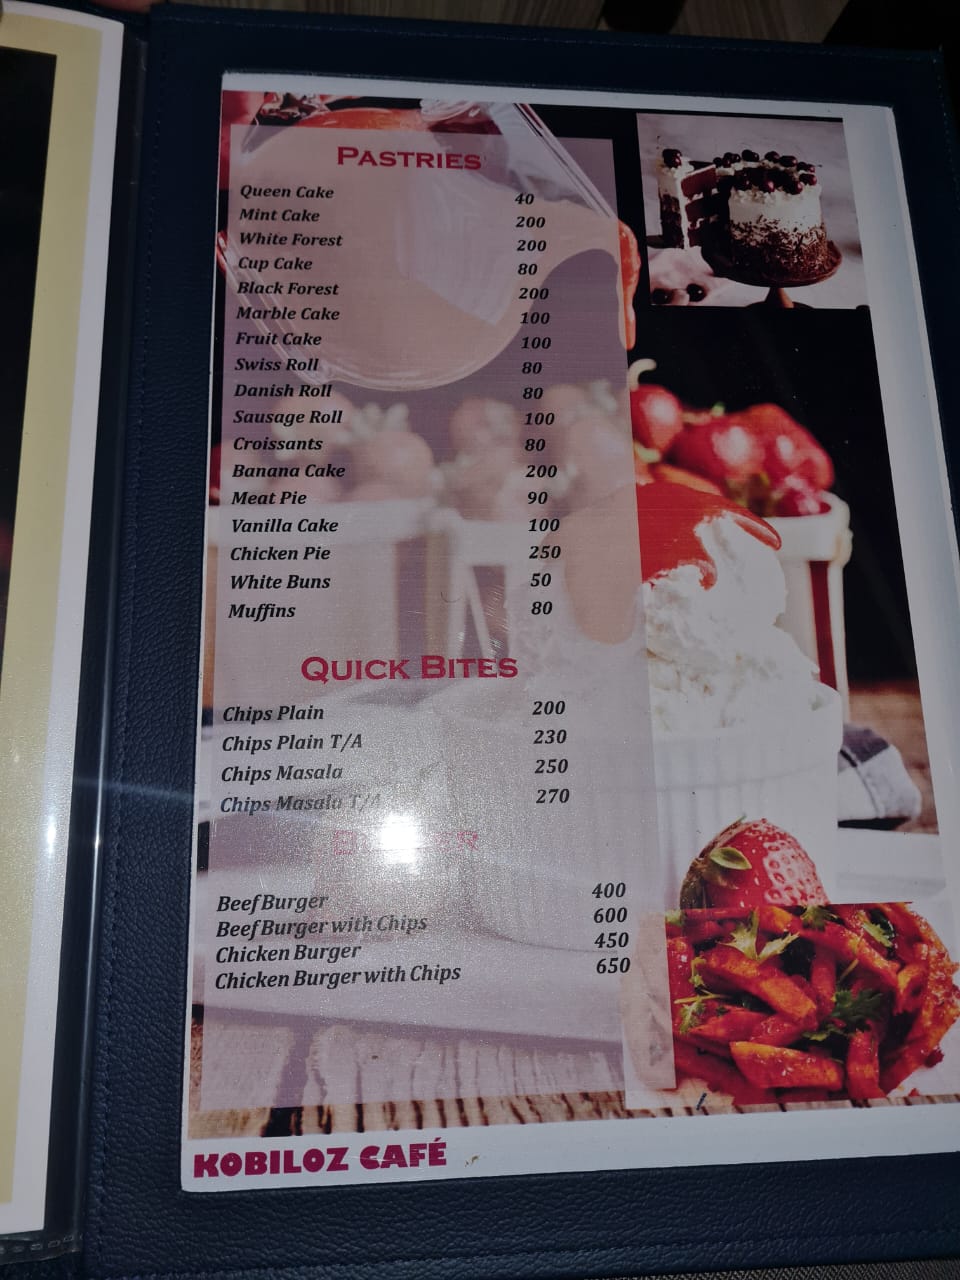 PASTRIES
Queen Cake 40
Mint Cake 200
White Forest 200
Cup Cake 80
Black Forest 200
Marble Cake 100
Fruit Cake 100
Swiss Roll 80
Danish Roll 80
Sausage Roll 100
Croissants 80
Banana Cake 200
Meat Pie 90
Vanilla Cake 100
Chicken Pie 250
White Buns 50
Muffins 80
QUICK BITES
Chips Plain 200
Chips Plain T/A 230
Chips Masala 250
Chips Masala T/A 270
BURGER
Beef Burger 400
Beef Burger with Chips 600
Chicken Burger 450
Chicken Burger with Chips 650
KOBILOZ CAFÉ